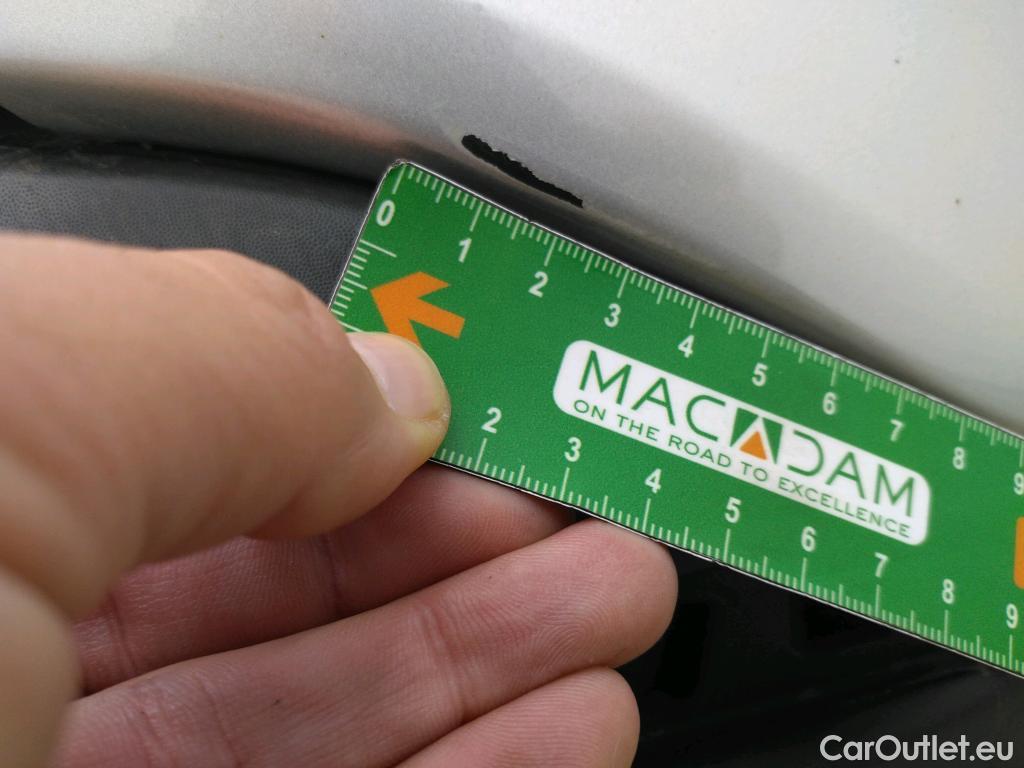 0 1 2 3 4 5 6 7 8 9
MACADAM
ON THE ROAD TO EXCELLENCE
2 3 4 5 6 7 8 9
CarOutlet.eu